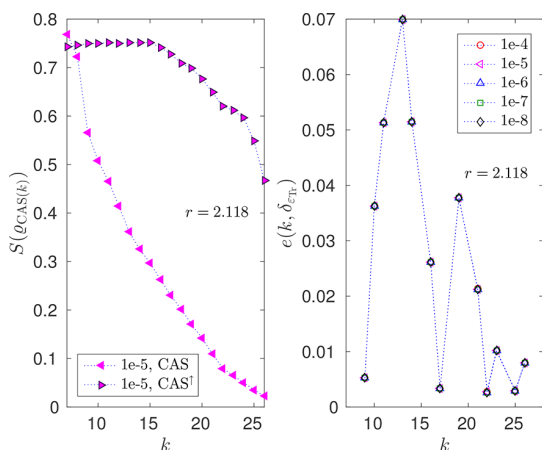 0.8
0.7
0.6
0.5
0.4
0.3
0.2
0.1
0
S(ϱCAS(k))
r = 2.118
1e-5, CAS
1e-5, CAS↑
10 15 20 25
k
0.07
0.06
0.05
0.04
0.03
0.02
0.01
0
e(k, δεTr)
1e-4
1e-5
1e-6
1e-7
1e-8
r = 2.118
10 15 20 25
k